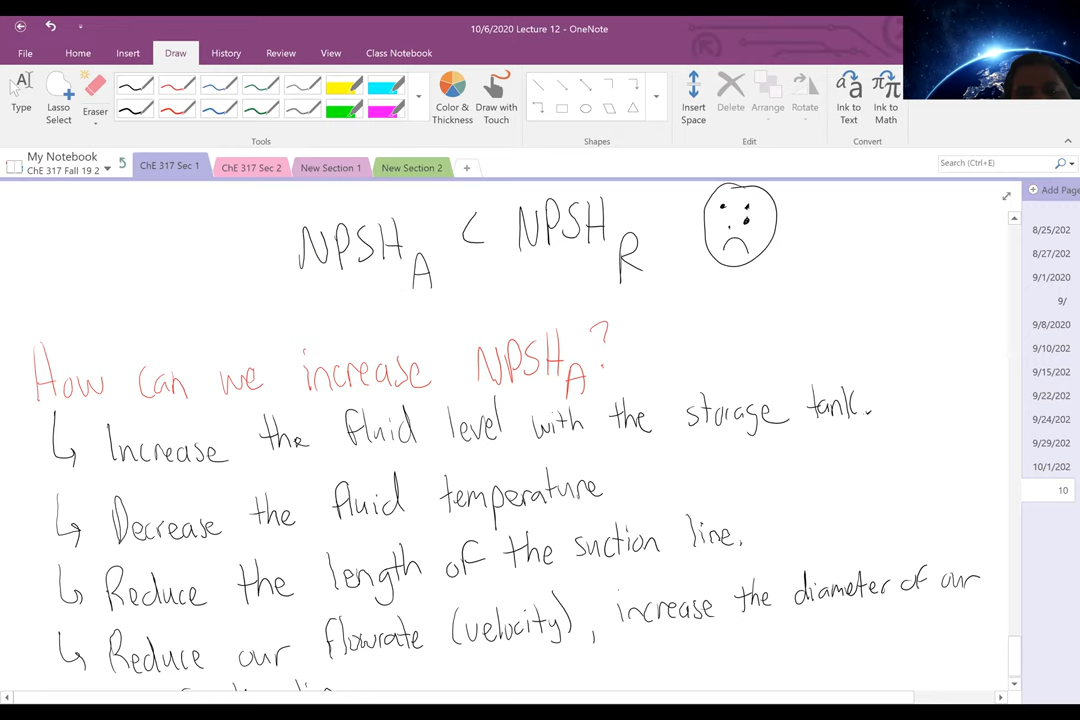 10/6/2020 Lecture 12 - OneNote
File Home Insert Draw History Review View Class Notebook
Type
Lasso Select
Eraser
Color & Thickness
Draw with Touch
Insert Space
Delete
Arrange
Rotate
Ink to Text
Ink to Math
Tools Shapes Edit Convert
My Notebook
ChE 317 Fall 19 2
ChE 317 Sec 1 ChE 317 Sec 2 New Section 1 New Section 2
Search (Ctrl+E)
Add Page
8/25/202
8/27/202
9/1/2020
9/
9/8/2020
9/10/202
9/15/202
9/22/202
9/24/202
9/29/202
10/1/202
10
NPSH A < NPSH R
How can we increase NPSH A?
↳ Increase the fluid level with the storage tank.
↳ Decrease the fluid temperature
↳ Reduce the length of the suction line.
↳ Reduce our flowrate (velocity), increase the diameter of our